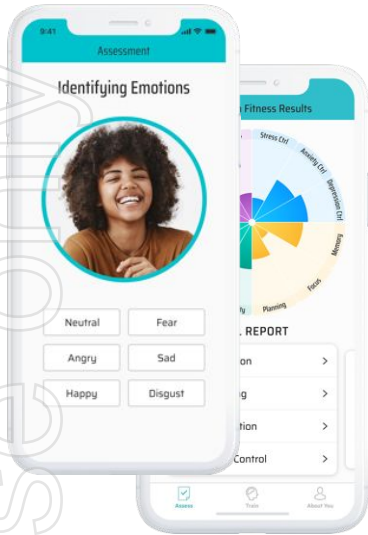 9:41
Assessment
Identifying Emotions
Neutral
Fear
Angry
Sad
Happy
Disgust
Fitness Results
Stress Ctrl
Anxiety Ctrl
Depression Ctrl
Memory
Focus
Planning
REPORT
Control
Assess
Train
About You